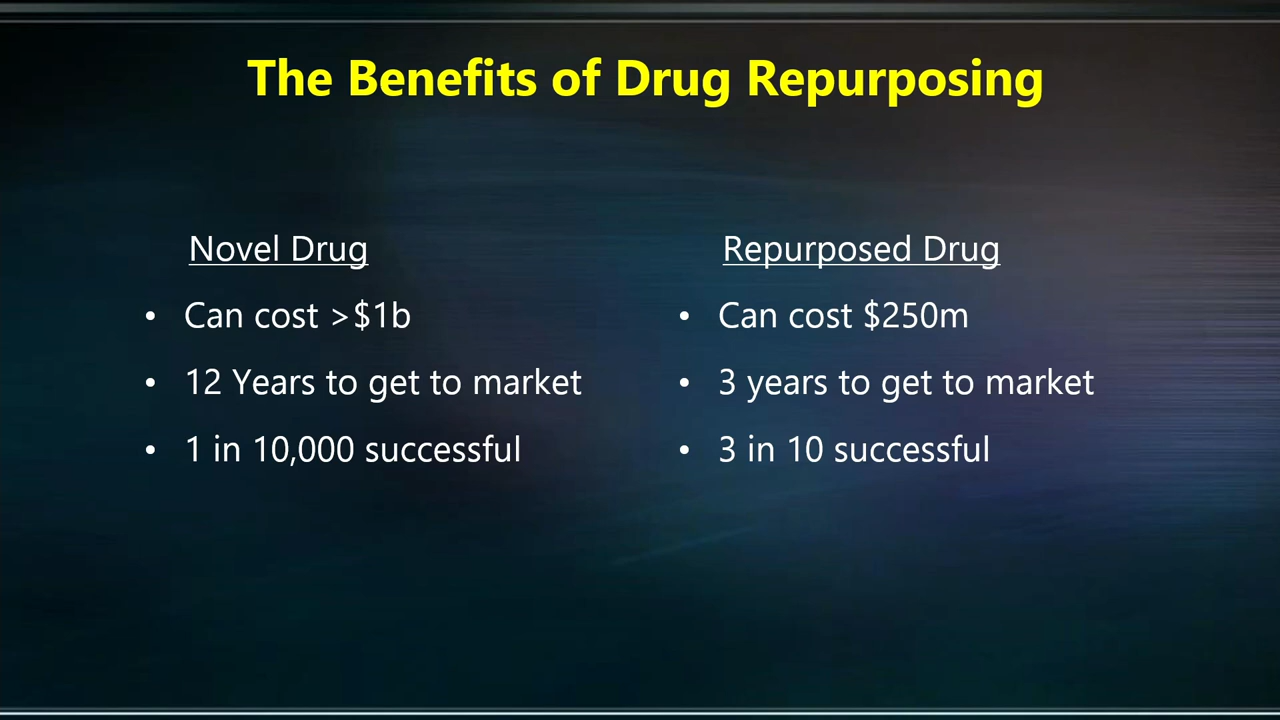 The Benefits of Drug Repurposing
Novel Drug
• Can cost >$1b
• 12 Years to get to market
• 1 in 10,000 successful
Repurposed Drug
• Can cost $250m
• 3 years to get to market
• 3 in 10 successful